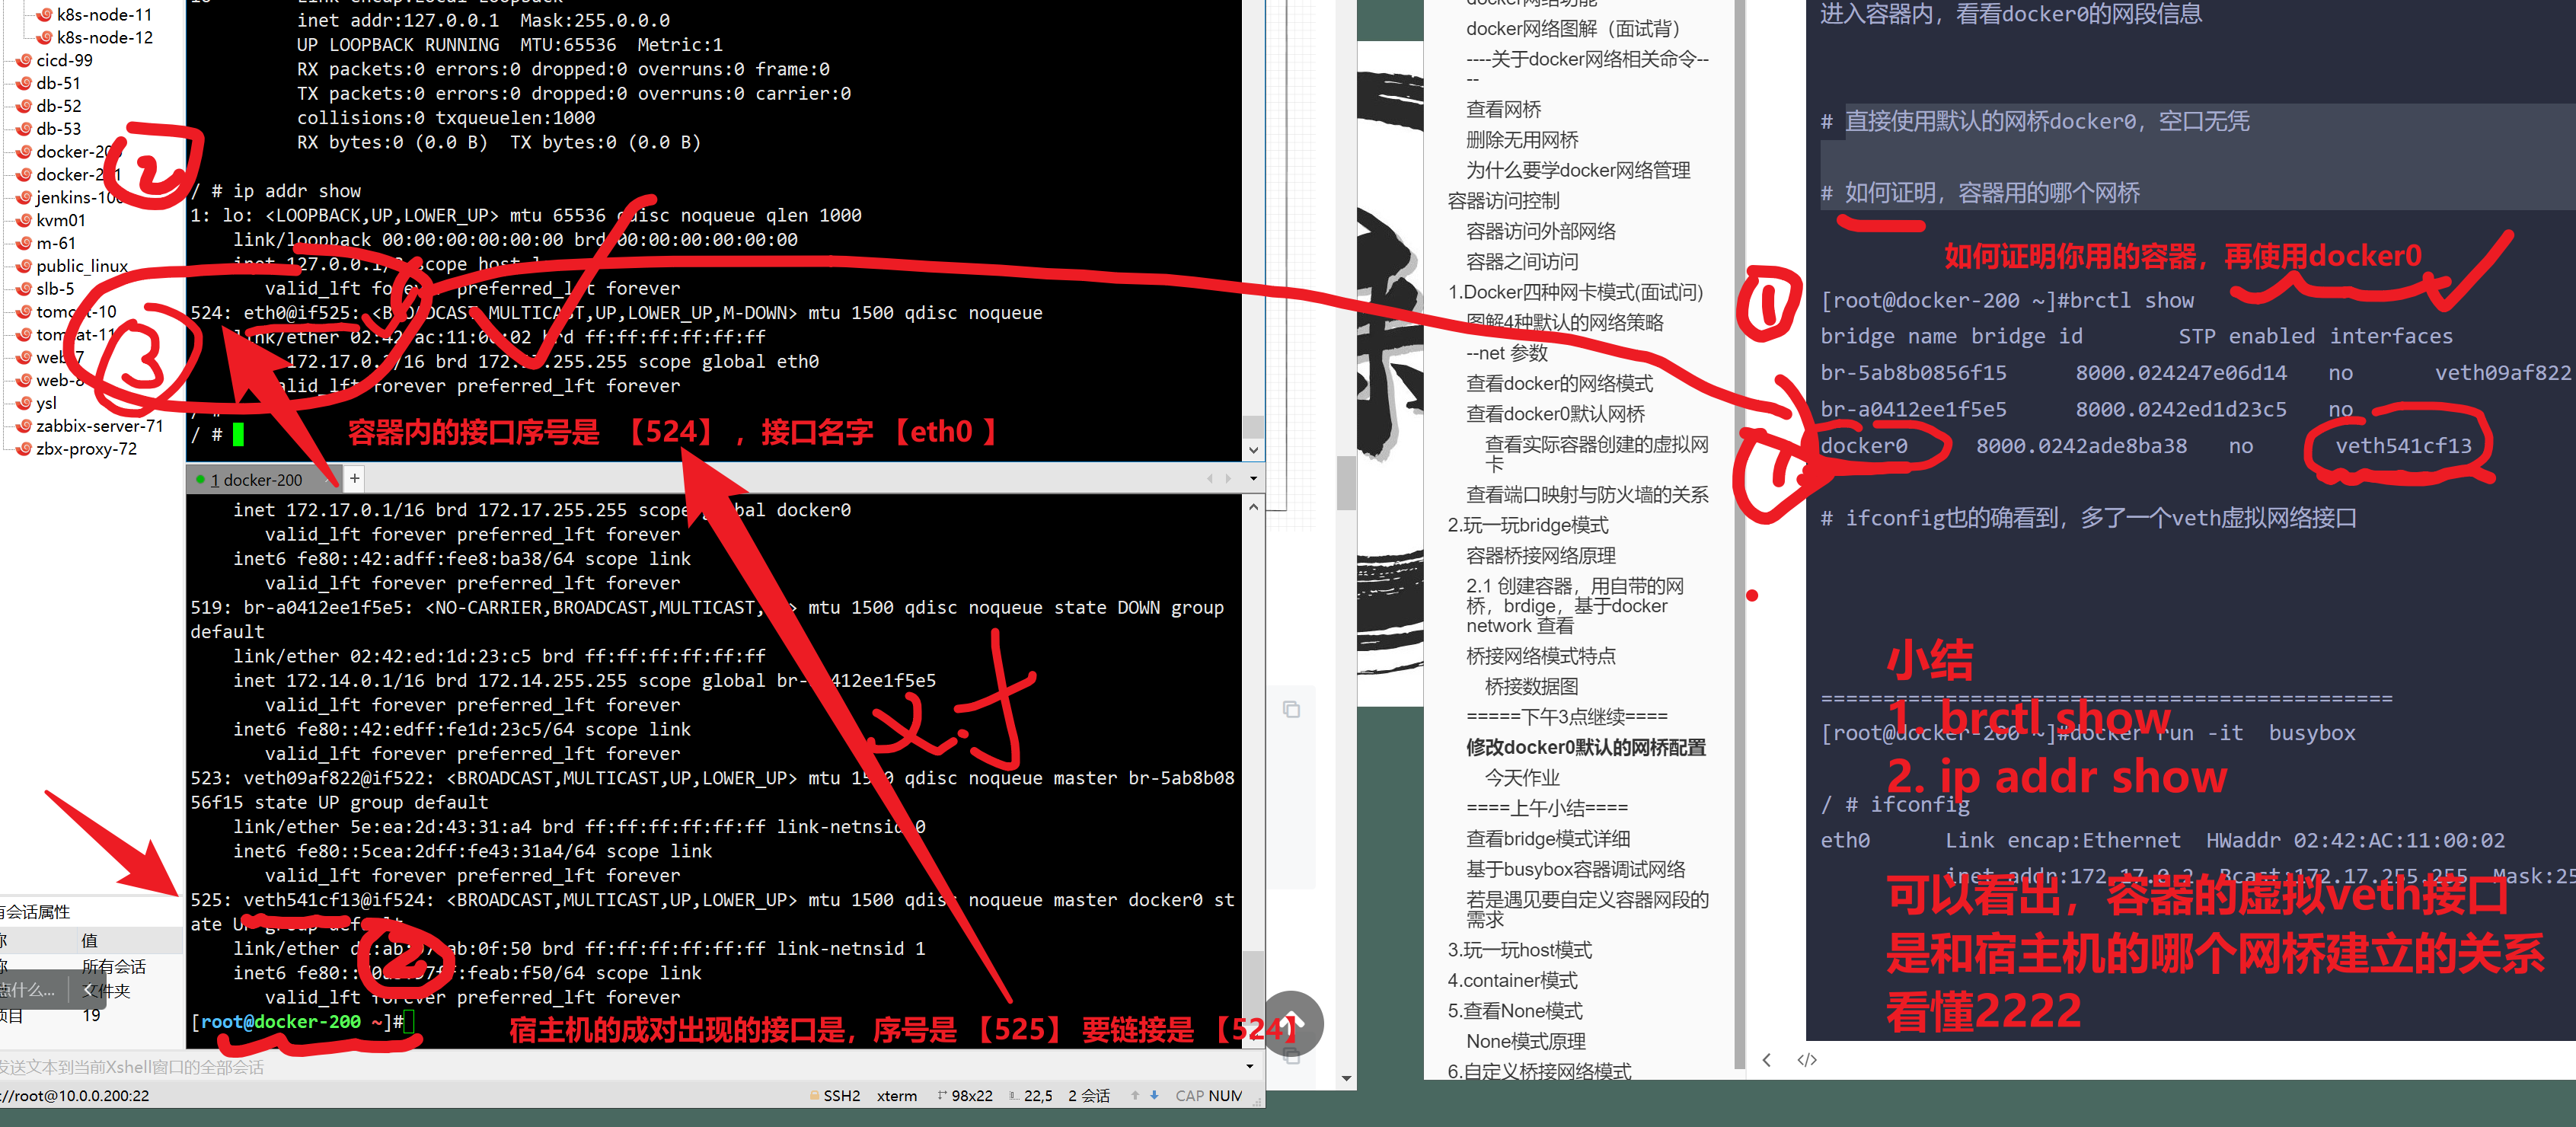 k8s-node-11
k8s-node-12
cicd-99
db-51
db-52
db-53
docker-20
docker-2 1
jenkins-10
kvm01
m-61
public_linux
slb-5
tomcat-10
tomcat-11
web-7
web-8
ysl
zabbix-server-71
zbx-proxy-72
有会话属性
值
所有会话
点什么...
文件夹
项目
19
inet addr:127.0.0.1  Mask:255.0.0.0
UP LOOPBACK RUNNING  MTU:65536  Metric:1
RX packets:0 errors:0 dropped:0 overruns:0 frame:0
TX packets:0 errors:0 dropped:0 overruns:0 carrier:0
collisions:0 txqueuelen:1000
RX bytes:0 (0.0 B)  TX bytes:0 (0.0 B)
/ # ip addr show
1: lo: <LOOPBACK,UP,LOWER_UP> mtu 65536 qdisc noqueue qlen 1000
link/loopback 00:00:00:00:00:00 brd 00:00:00:00:00:00
inet 127.0.0.1/8 scope host lo
valid_lft forever preferred_lft forever
524: eth0@if525: <BROADCAST,MULTICAST,UP,LOWER_UP,M-DOWN> mtu 1500 qdisc noqueue
link/ether 02:42:ac:11:00:02 brd ff:ff:ff:ff:ff:ff
172.17.0.2/16 brd 172.17.255.255 scope global eth0
valid_lft forever preferred_lft forever
/ #
/ #
容器内的接口序号是 【524】 ，接口名字 【eth0 】
1 docker-200
+
inet 172.17.0.1/16 brd 172.17.255.255 scope global docker0
valid_lft forever preferred_lft forever
inet6 fe80::42:adff:fee8:ba38/64 scope link
valid_lft forever preferred_lft forever
519: br-a0412ee1f5e5: <NO-CARRIER,BROADCAST,MULTICAST,UP> mtu 1500 qdisc noqueue state DOWN group
default
link/ether 02:42:ed:1d:23:c5 brd ff:ff:ff:ff:ff:ff
inet 172.14.0.1/16 brd 172.14.255.255 scope global br-a0412ee1f5e5
valid_lft forever preferred_lft forever
inet6 fe80::42:edff:fe1d:23c5/64 scope link
valid_lft forever preferred_lft forever
523: veth09af822@if522: <BROADCAST,MULTICAST,UP,LOWER_UP> mtu 1500 qdisc noqueue master br-5ab8b08
56f15 state UP group default
link/ether 5e:ea:2d:43:31:a4 brd ff:ff:ff:ff:ff:ff link-netnsid 0
inet6 fe80::5cea:2dff:fe43:31a4/64 scope link
valid_lft forever preferred_lft forever
525: veth541cf13@if524: <BROADCAST,MULTICAST,UP,LOWER_UP> mtu 1500 qdisc noqueue master docker0 st
ate UP group default
link/ether ab:0f:50 brd ff:ff:ff:ff:ff:ff link-netnsid 1
inet6 fe80:: feab:f50/64 scope link
valid_lft forever preferred_lft forever
[root@docker-200 ~]#
宿主机的成对出现的接口是，序号是 【525】 要链接是 【524】
发送文本到当前Xshell窗口的全部会话
://root@10.0.0.200:22
SSH2
xterm
98x22
22,5
2 会话
CAP NUM
2
3
1
1
2
docker网络功能
docker网络图解（面试背）
----关于docker网络相关命令--
--
查看网桥
删除无用网桥
为什么要学docker网络管理
容器访问控制
容器访问外部网络
容器之间访问
1.Docker四种网卡模式(面试问)
图解4种默认的网络策略
--net 参数
查看docker的网络模式
查看docker0默认网桥
查看实际容器创建的虚拟网
卡
查看端口映射与防火墙的关系
2.玩一玩bridge模式
容器桥接网络原理
2.1 创建容器，用自带的网
桥，brdige，基于docker
network 查看
桥接网络模式特点
桥接数据图
=====下午3点继续====
修改docker0默认的网桥配置
今天作业
====上午小结====
查看bridge模式详细
基于busybox容器调试网络
若是遇见要自定义容器网段的
需求
3.玩一玩host模式
4.container模式
5.查看None模式
None模式原理
6.自定义桥接网络模式
进入容器内，看看docker0的网段信息
# 直接使用默认的网桥docker0，空口无凭
# 如何证明，容器用的哪个网桥
如何证明你用的容器，再使用docker0
[root@docker-200 ~]#brctl show
bridge name bridge id       STP enabled interfaces
br-5ab8b0856f15     8000.024247e06d14   no      veth09af822
br-a0412ee1f5e5     8000.0242ed1d23c5   no
docker0     8000.0242ade8ba38   no      veth541cf13
# ifconfig也的确看到，多了一个veth虚拟网络接口
小结
==============================================
1. brctl show
[root@docker-200 ~]#docker run -it  busybox
2. ip addr show
/ # ifconfig
eth0      Link encap:Ethernet  HWaddr 02:42:AC:11:00:02
inet addr:172.17.0.2  Bcast:172.17.255.255  Mask:25
可以看出，容器的虚拟veth接口
是和宿主机的哪个网桥建立的关系
看懂2222